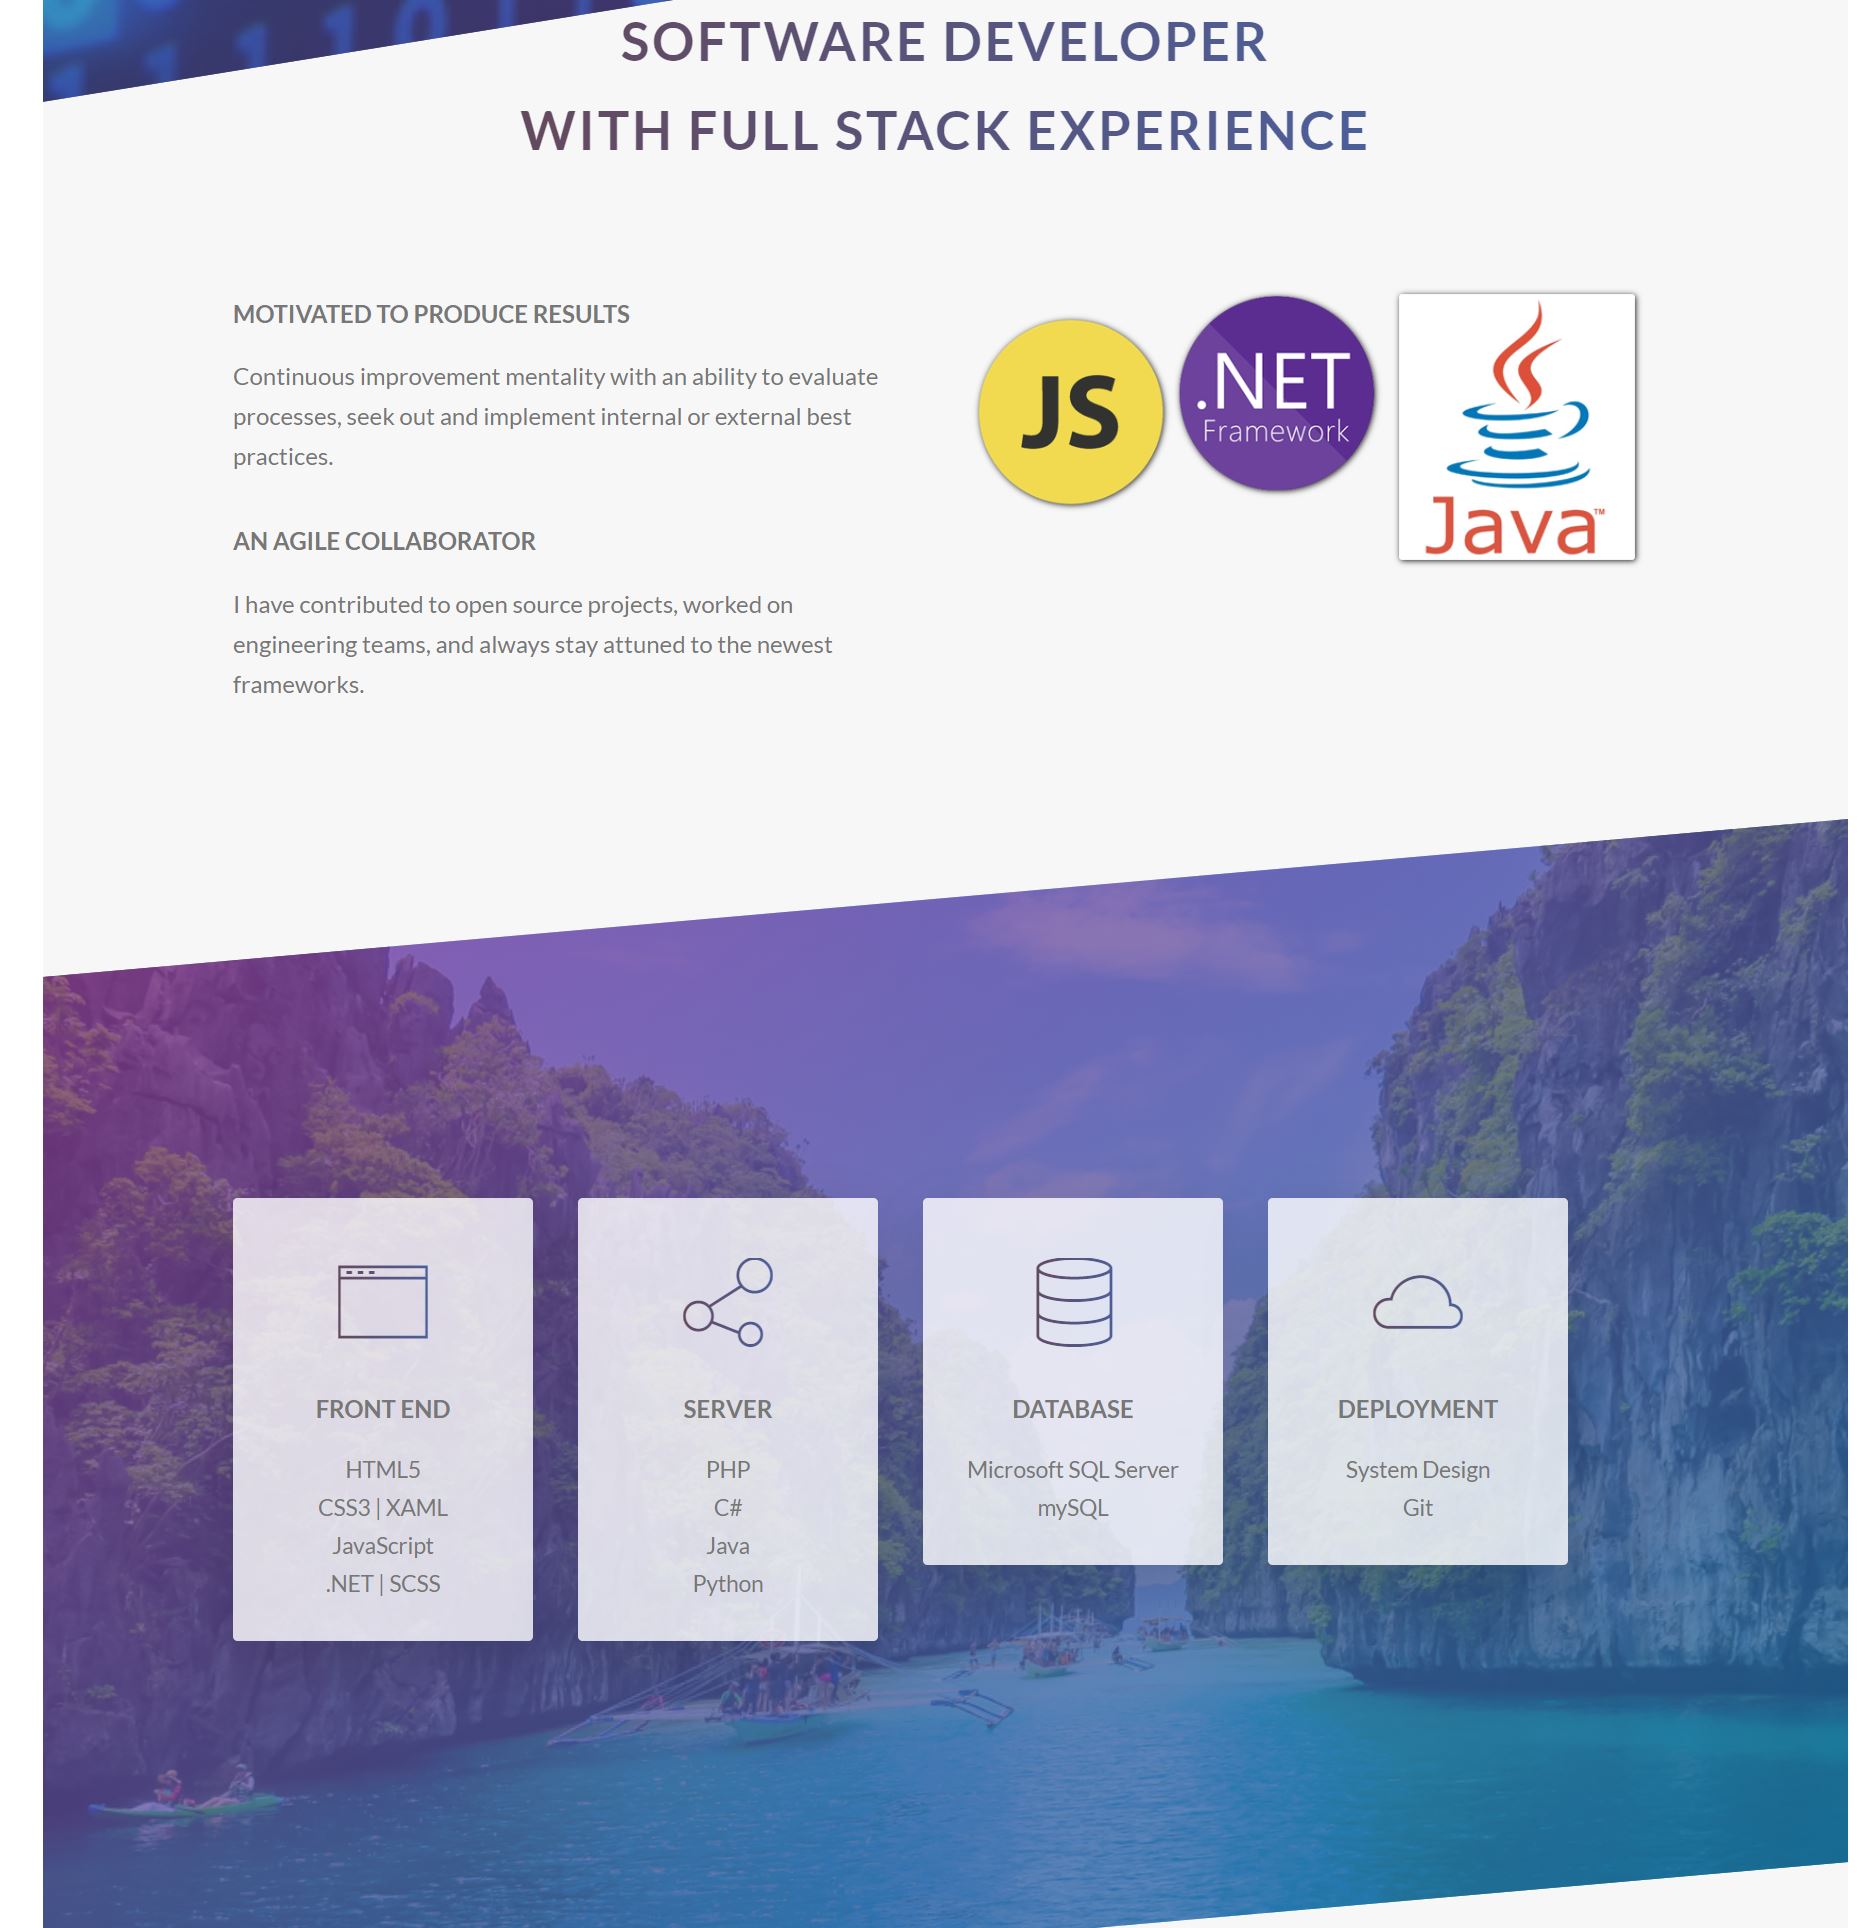 SOFTWARE DEVELOPER
WITH FULL STACK EXPERIENCE
MOTIVATED TO PRODUCE RESULTS
Continuous improvement mentality with an ability to evaluate
processes, seek out and implement internal or external best
practices.
AN AGILE COLLABORATOR
I have contributed to open source projects, worked on
engineering teams, and always stay attuned to the newest
frameworks.
JS
.NET
Framework
Java™
FRONT END
HTML5
CSS3 | XAML
JavaScript
.NET | SCSS
SERVER
PHP
C#
Java
Python
DATABASE
Microsoft SQL Server
mySQL
DEPLOYMENT
System Design
Git